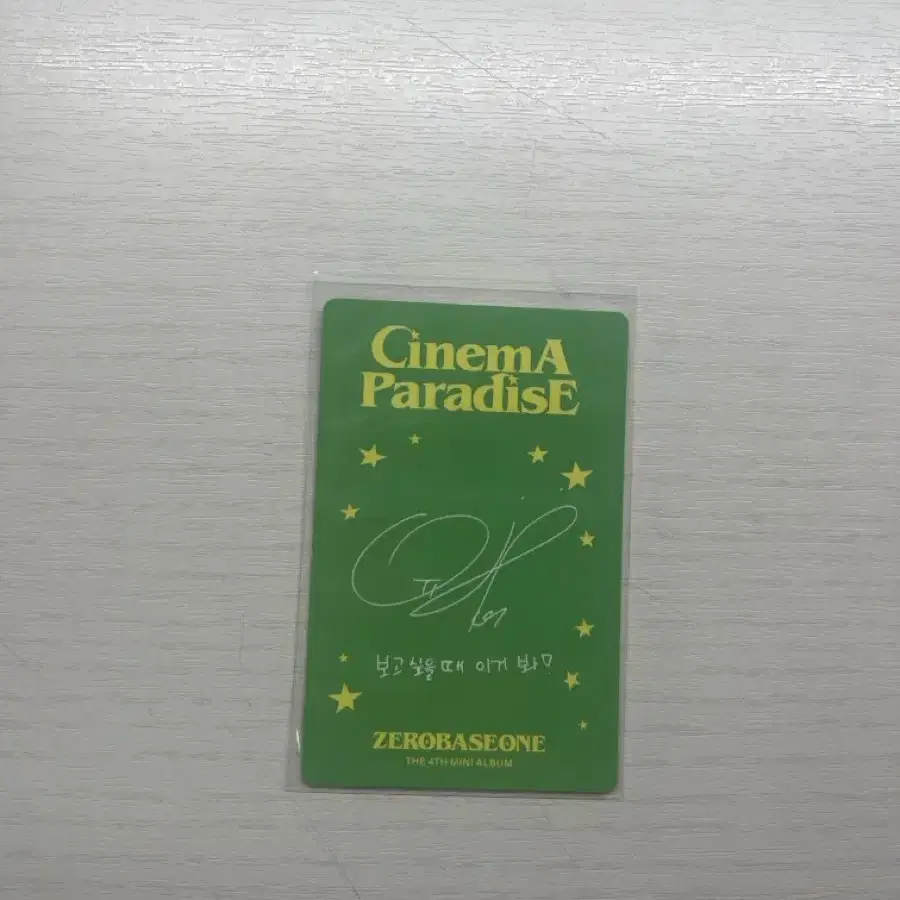 CinemA
ParadisE
보고싶을때 이거 봐♡
ZEROBASEONE
THE 4TH MINI ALBUM